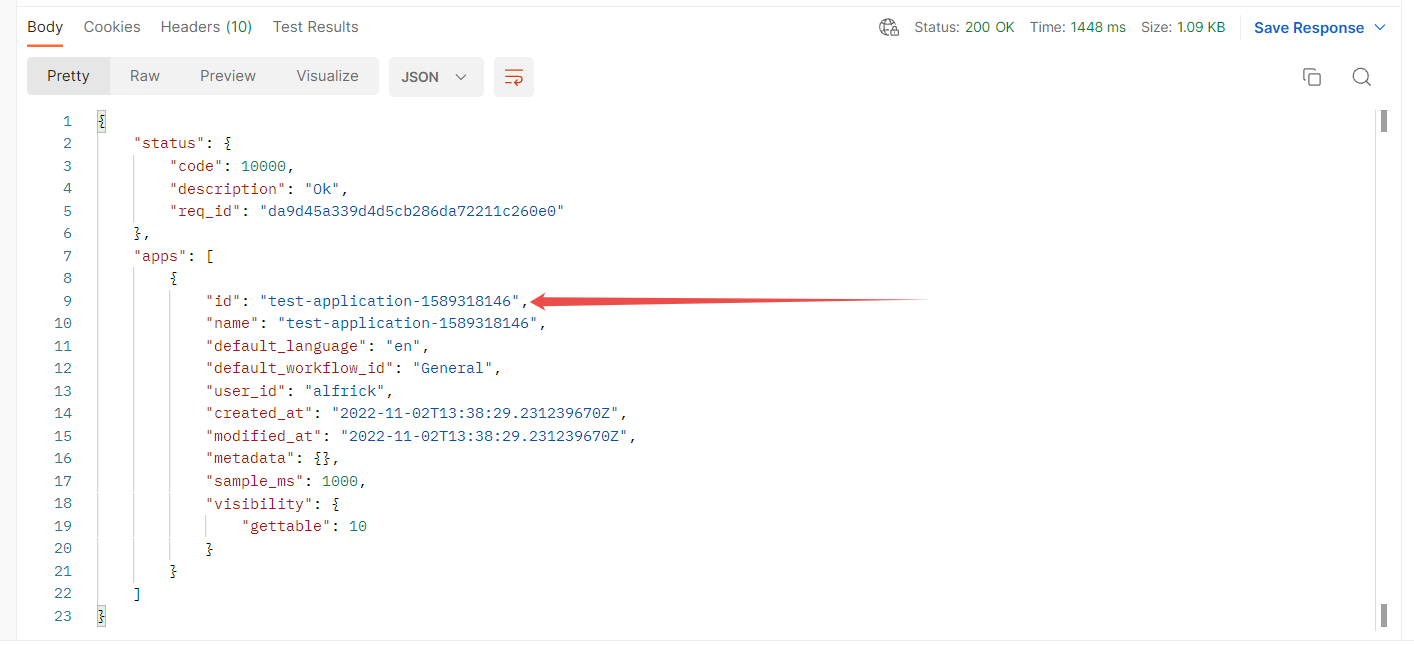 Body Cookies Headers (10) Test Results Status: 200 OK Time: 1448 ms Size: 1.09 KB Save Response
Pretty Raw Preview Visualize JSON
1 {
2 "status": {
3 "code": 10000,
4 "description": "Ok",
5 "req_id": "da9d45a339d4d5cb286da72211c260e0"
6 },
7 "apps": [
8 {
9 "id": "test-application-1589318146",
10 "name": "test-application-1589318146",
11 "default_language": "en",
12 "default_workflow_id": "General",
13 "user_id": "alfrick",
14 "created_at": "2022-11-02T13:38:29.231239670Z",
15 "modified_at": "2022-11-02T13:38:29.231239670Z",
16 "metadata": {},
17 "sample_ms": 1000,
18 "visibility": {
19 "gettable": 10
20 }
21 }
22 ]
23 }